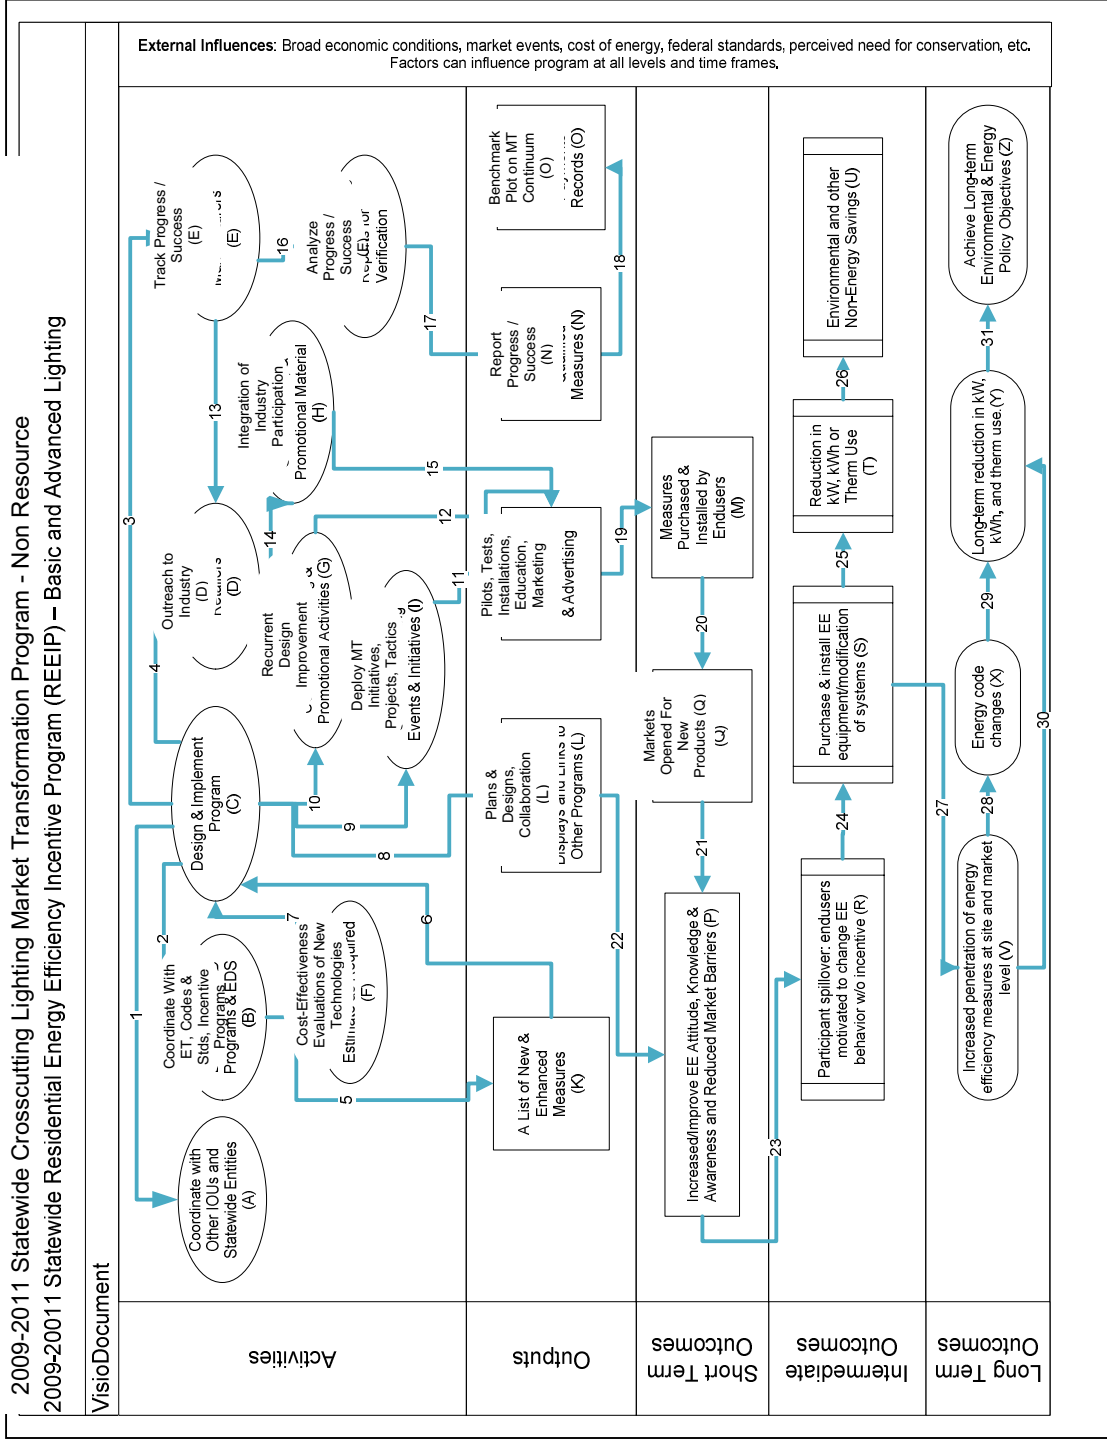 2009-2011 Statewide Crosscutting Lighting Market Transformation Program - Non Resource
2009-20011 Statewide Residential Energy Efficiency Incentive Program (REEIP) – Basic and Advanced Lighting
VisioDocument
External Influences: Broad economic conditions, market events, cost of energy, federal standards, perceived need for conservation, etc.
Factors can influence program at all levels and time frames.
Activities
Coordinate with
Other IOUs and
Statewide Entities
(A)
Coordinate With
ET, Codes &
Stds, Incentive
Programs
Programs & EDS
(B)
Design & Implement
Program
(C)
Outreach to
Industry
(D)
(D)
Track Progress /
Success
(E)
(E)
Cost-Effectiveness
Evaluations of New
Technologies
(F)
Recurrent
Design
Improvement
Promotional Activities (G)
Integration of
Industry
Participation
Promotional Material
(H)
Deploy MT
Initiatives,
Projects, Tactics
Events & Initiatives (I)
Analyze
Progress /
Success
(E)
Verification
1
2
3
4
5
6
7
8
9
10
11
12
13
14
15
16
17
Outputs
A List of New &
Enhanced
Measures
(K)
Plans &
Designs,
Collaboration
(L)
Displays and Links to
Other Programs (L)
Pilots, Tests,
Installations,
Education,
Marketing
& Advertising
Report
Progress /
Success
(N)
Measures (N)
Benchmark
Plot on MT
Continuum
(O)
Records (O)
18
19
22
Short Term
Outcomes
Increased/Improve EE Attitude, Knowledge &
Awareness and Reduced Market Barriers (P)
Markets
Opened For
New
Products (Q)
(Q)
Measures
Purchased &
Installed by
Endusers
(M)
20
21
23
Intermediate
Outcomes
Participant spillover: endusers
motivated to change EE
behavior w/o incentive (R)
24
Purchase & install EE
equipment/modification
of systems (S)
25
Reduction in
kW, kWh or
Therm Use
(T)
26
Environmental and other
Non-Energy Savings (U)
27
Long Term
Outcomes
Increased penetration of energy
efficiency measures at site and market
level (V)
28
Energy code
changes (X)
29
Long-term reduction in kW,
kWh, and therm use.(Y)
30
31
Achieve Long-term
Environmental & Energy
Policy Objectives (Z)